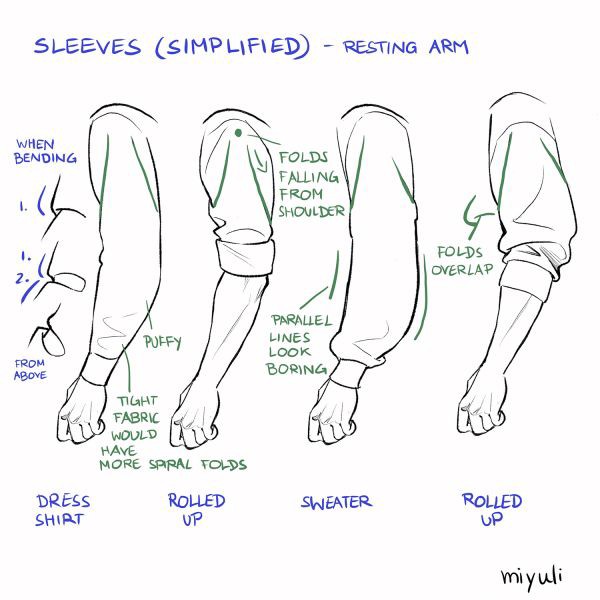 SLEEVES (SIMPLIFIED) - RESTING ARM
WHEN
BENDING
1.
1.
2.
FROM
ABOVE
PUFFY
TIGHT
FABRIC
WOULD
HAVE
MORE SPIRAL FOLDS
FOLDS
FALLING
FROM
SHOULDER
PARALLEL
LINES
LOOK
BORING
FOLDS
OVERLAP
DRESS
SHIRT
ROLLED
UP
SWEATER
ROLLED
UP
miyuli